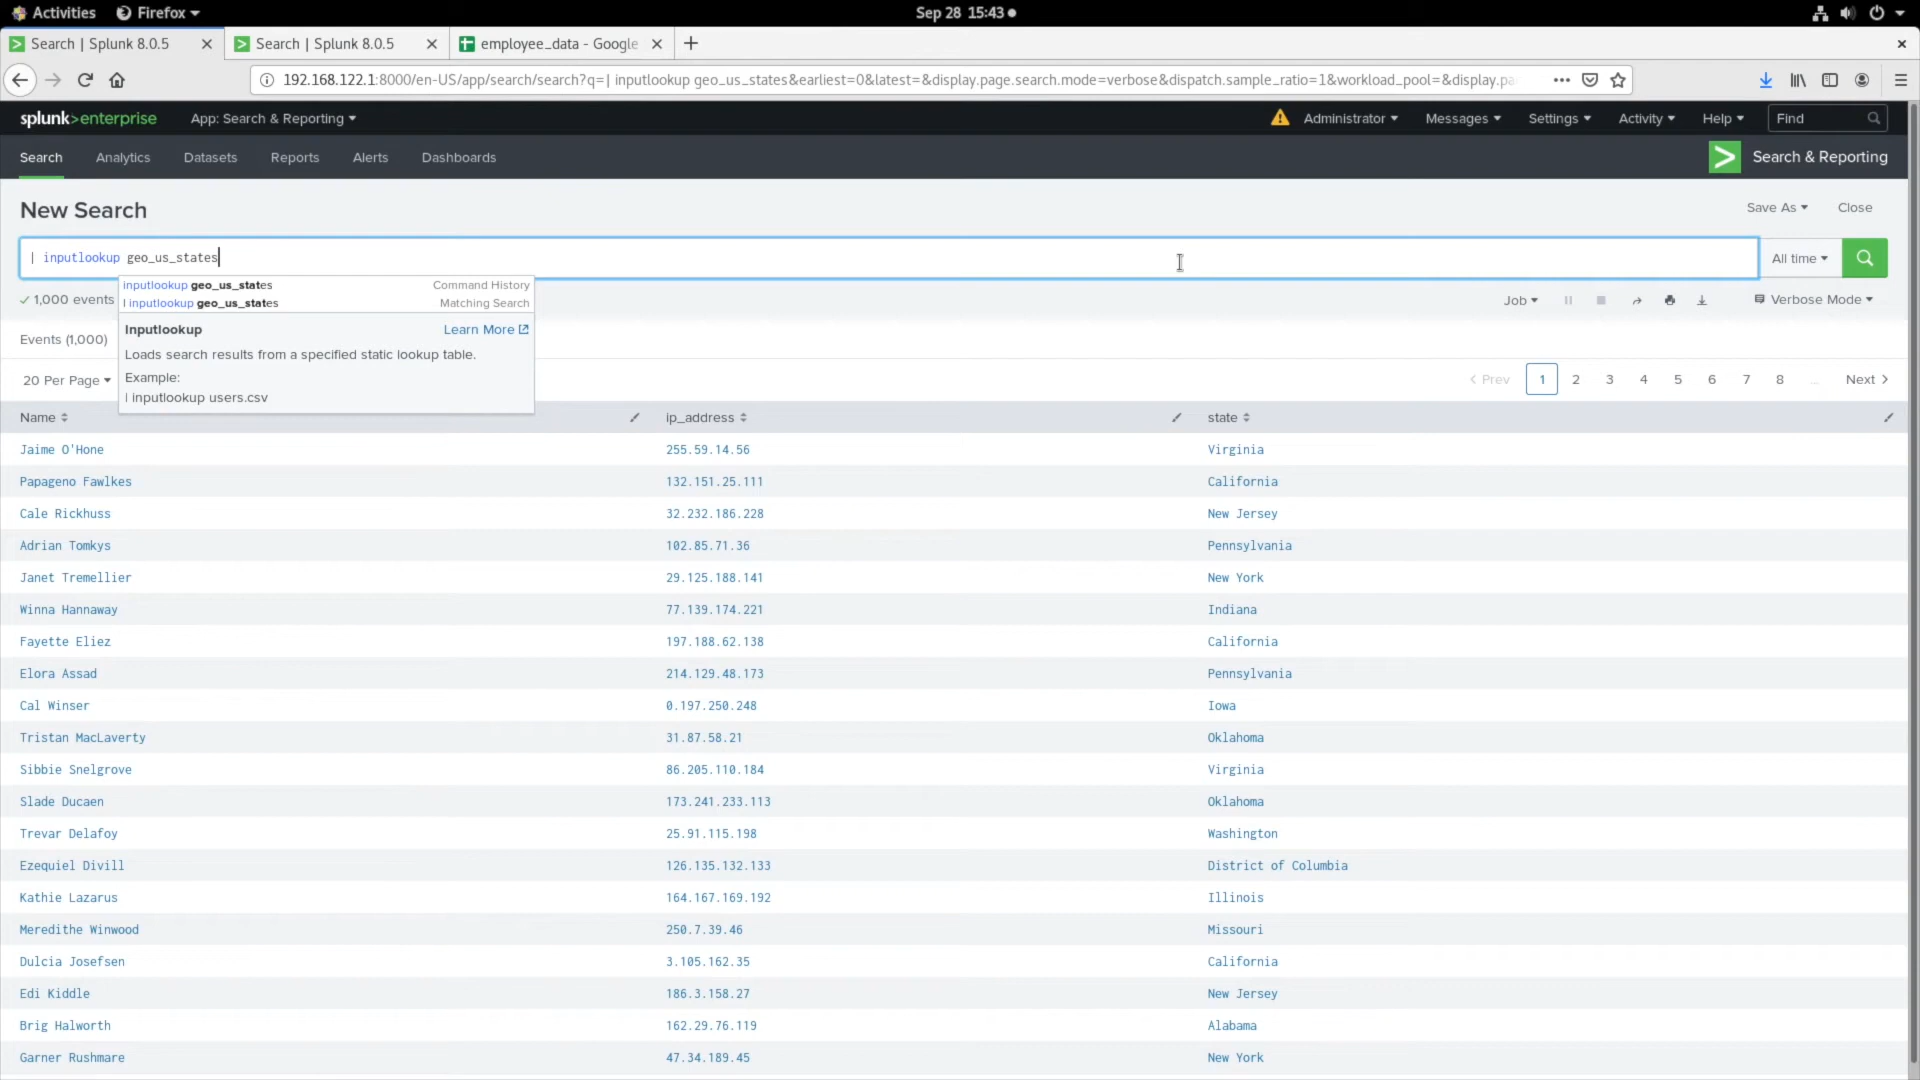 Activities Firefox Sep 28 15:43
Search | Splunk 8.0.5 Search | Splunk 8.0.5 employee_data - Google
192.168.122.1:8000/en-US/app/search/search?q=| inputlookup geo_us_states&earliest=0&latest=&display.page.search.mode=verbose&dispatch.sample_ratio=1&workload_pool=&display.pa
splunk>enterprise App: Search & Reporting Administrator Messages Settings Activity Help Find
Search Analytics Datasets Reports Alerts Dashboards Search & Reporting
New Search Save As Close
| inputlookup geo_us_states All time
inputlookup geo_us_states Command History
1,000 events | inputlookup geo_us_states Matching Search Job Verbose Mode
Inputlookup Learn More
Events (1,000)
Loads search results from a specified static lookup table.
20 Per Page Example: < Prev 1 2 3 4 5 6 7 8 ... Next >
| inputlookup users.csv
Name ip_address state
Jaime O'Hone 255.59.14.56 Virginia
Papageno Fawlkes 132.151.25.111 California
Cale Rickhuss 32.232.186.228 New Jersey
Adrian Tomkys 102.85.71.36 Pennsylvania
Janet Tremellier 29.125.188.141 New York
Winna Hannaway 77.139.174.221 Indiana
Fayette Eliez 197.188.62.138 California
Elora Assad 214.129.48.173 Pennsylvania
Cal Winser 0.197.250.248 Iowa
Tristan MacLaverty 31.87.58.21 Oklahoma
Sibbie Snelgrove 86.205.110.184 Virginia
Slade Ducaen 173.241.233.113 Oklahoma
Trevar Delafoy 25.91.115.198 Washington
Ezequiel Divill 126.135.132.133 District of Columbia
Kathie Lazarus 164.167.169.192 Illinois
Meredithe Winwood 250.7.39.46 Missouri
Dulcia Josefsen 3.105.162.35 California
Edi Kiddle 186.3.158.27 New Jersey
Brig Halworth 162.29.76.119 Alabama
Garner Rushmare 47.34.189.45 New York